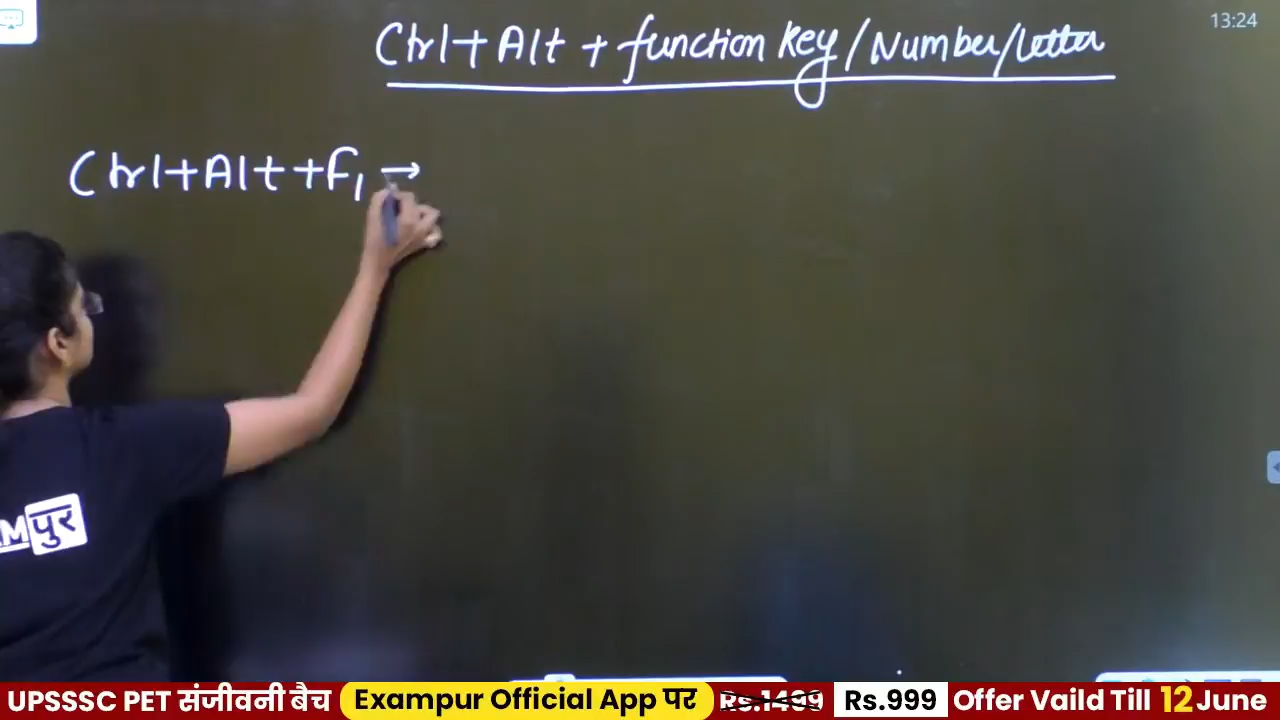 13:24
Ctrl+Alt + function key/Number/Letter
Ctrl+Alt+F1 →
Mपुर
UPSSSC PET संजीवनी बैच Exampur Official App पर Rs.1499 Rs.999 Offer Vaild Till 12 June